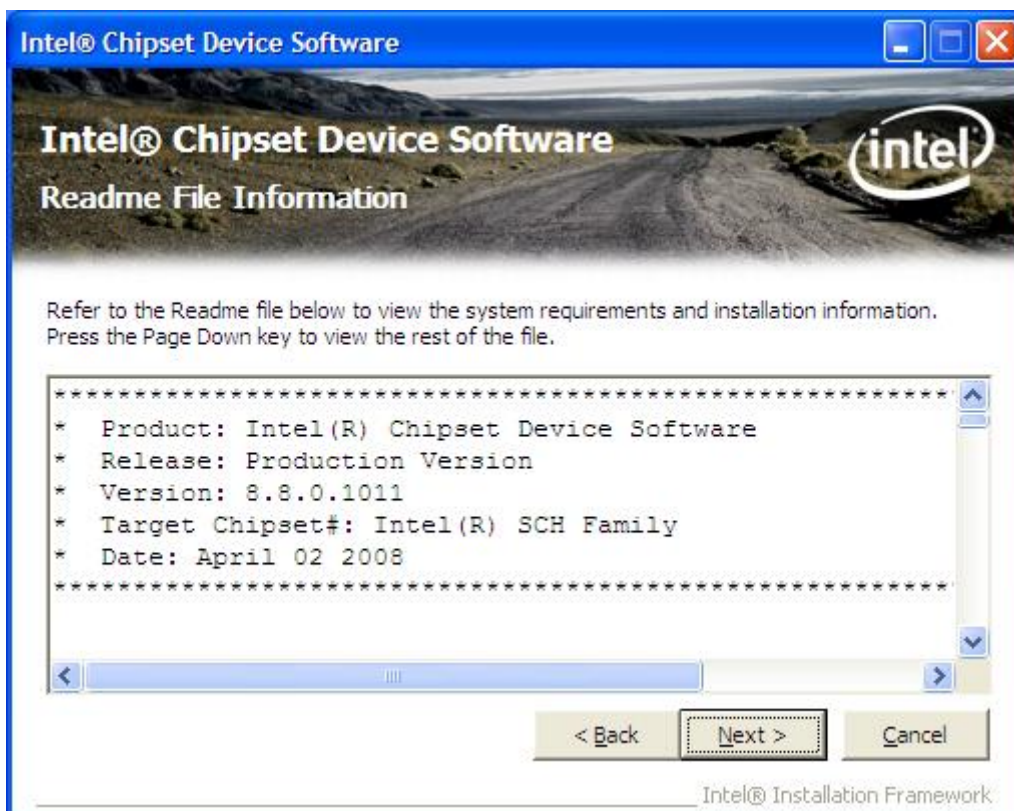 Intel® Chipset Device Software
Intel® Chipset Device Software
intel
Readme File Information
Refer to the Readme file below to view the system requirements and installation information.
Press the Page Down key to view the rest of the file.
*********************************************************
* Product: Intel(R) Chipset Device Software
* Release: Production Version
* Version: 8.8.0.1011
* Target Chipset#: Intel(R) SCH Family
* Date: April 02 2008
*********************************************************
< Back
Next >
Cancel
Intel® Installation Framework